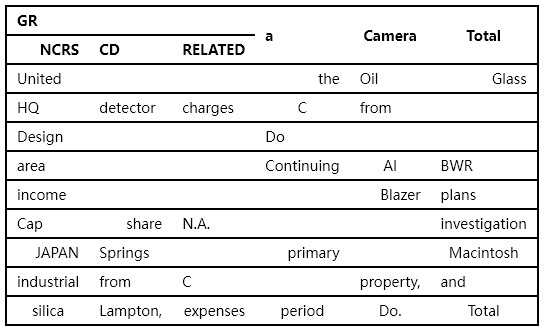 GR a Camera Total
NCRS CD RELATED
United the Oil Glass
HQ detector charges C from
Design Do
area Continuing Al BWR
income Blazer plans
Cap share N.A. investigation
JAPAN Springs primary Macintosh
industrial from C property, and
silica Lampton, expenses period Do. Total